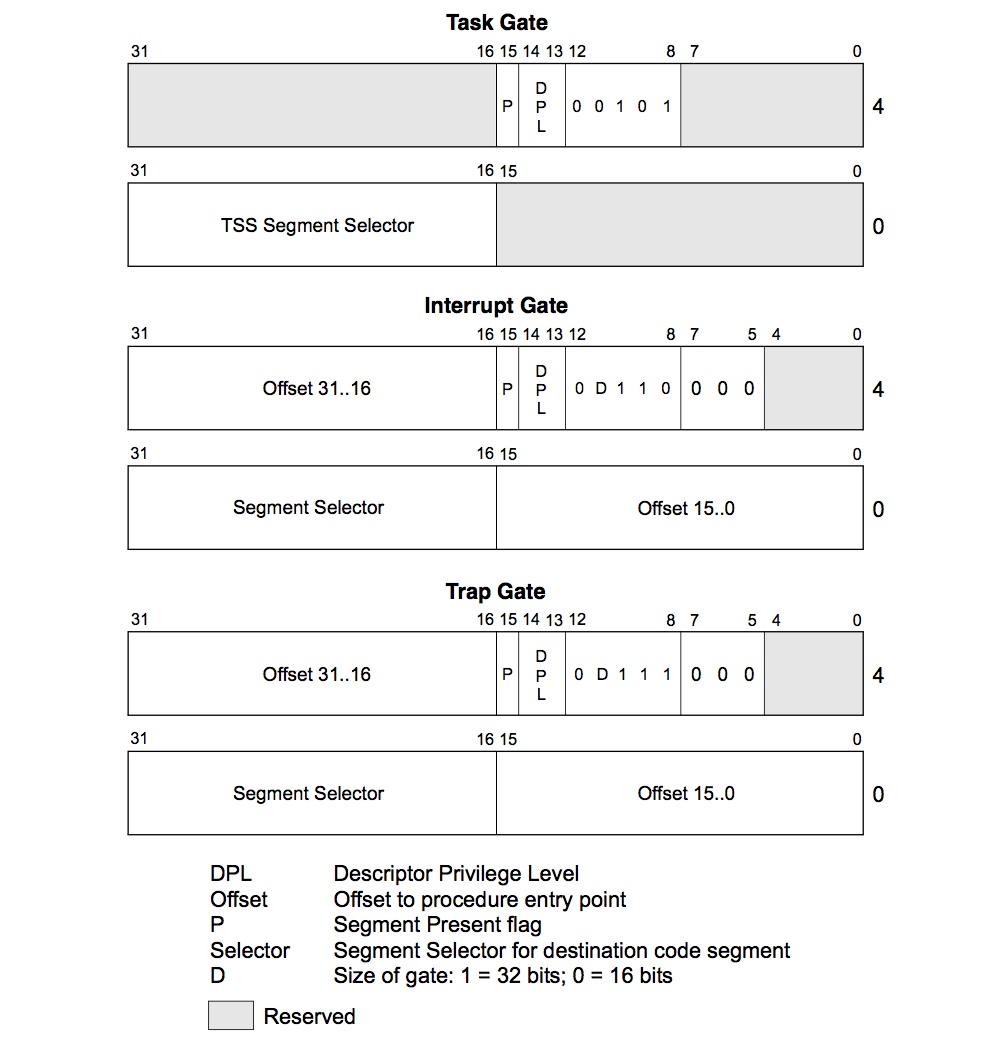 Task Gate
31 16 15 14 13 12 8 7 0
P D P L 0 0 1 0 1 4
31 16 15 0
TSS Segment Selector 0
Interrupt Gate
31 16 15 14 13 12 8 7 5 4 0
Offset 31..16 P D P L 0 D 1 1 0 0 0 0 4
31 16 15 0
Segment Selector Offset 15..0 0
Trap Gate
31 16 15 14 13 12 8 7 5 4 0
Offset 31..16 P D P L 0 D 1 1 1 0 0 0 4
31 16 15 0
Segment Selector Offset 15..0 0
DPL Descriptor Privilege Level
Offset Offset to procedure entry point
P Segment Present flag
Selector Segment Selector for destination code segment
D Size of gate: 1 = 32 bits; 0 = 16 bits
Reserved